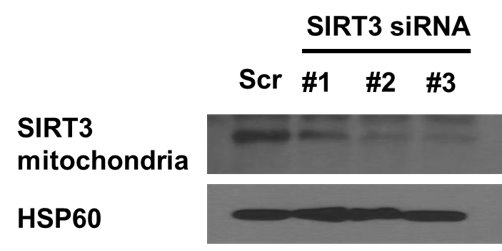 SIRT3 siRNA
Scr #1 #2 #3
SIRT3
mitochondria
HSP60